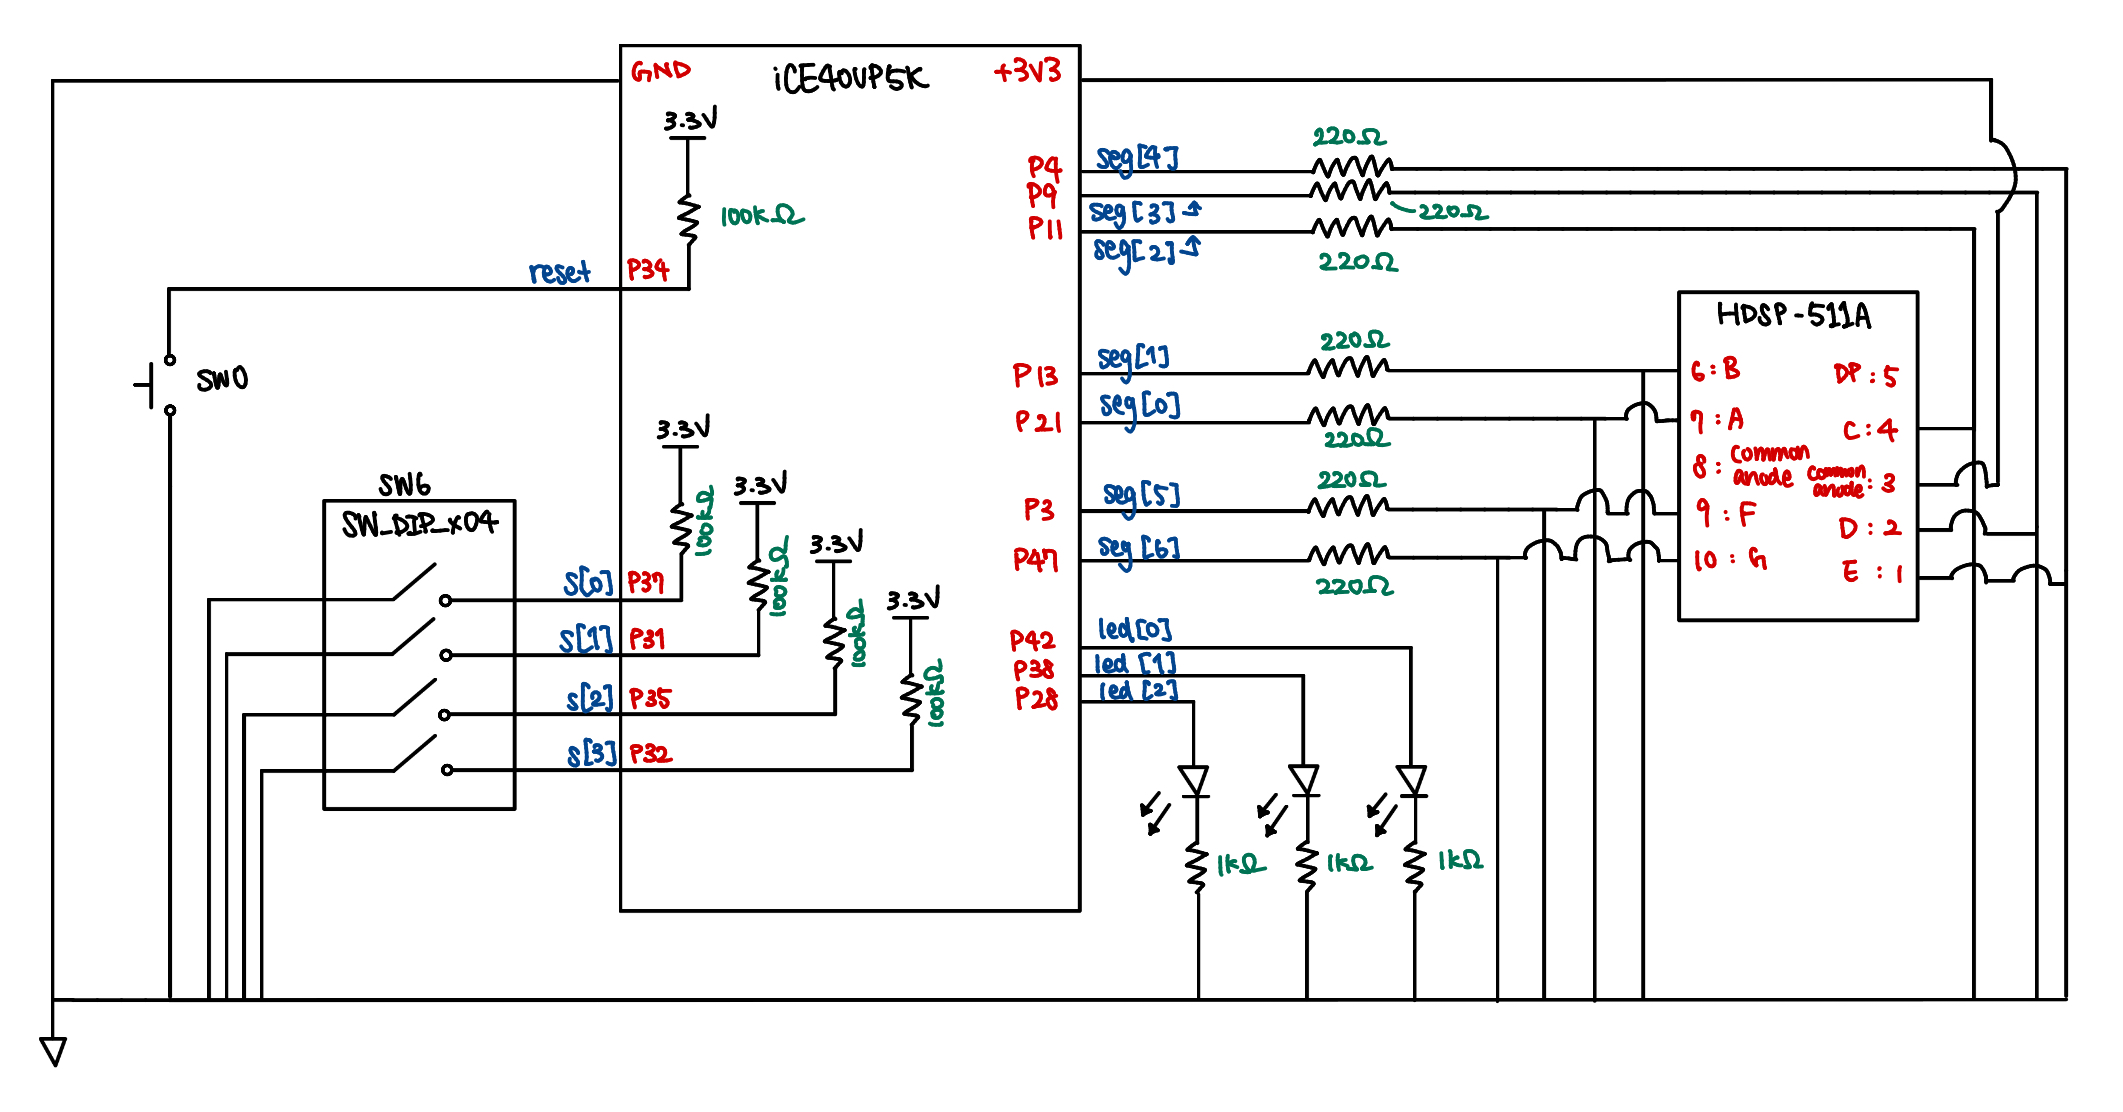 GND
iCE40UP5K
+3V3
3.3V
100kΩ
reset
P34
SW0
SW6
SW_DIP_x04
3.3V
100kΩ
3.3V
100kΩ
3.3V
100kΩ
3.3V
100kΩ
s[0] P37
s[1] P31
s[2] P35
s[3] P32
P4
seg[4]
220Ω
P9
seg[3]
220Ω
P11
seg[2]
220Ω
P13
seg[1]
220Ω
P21
seg[0]
220Ω
P3
seg[5]
220Ω
P47
seg[6]
220Ω
P42
led[0]
P38
led[1]
P28
led[2]
1kΩ
1kΩ
1kΩ
HDSP-511A
6:B
7:A
8: common
anode
9:F
10:G
DP:5
C:4
common
anode:3
D:2
E:1